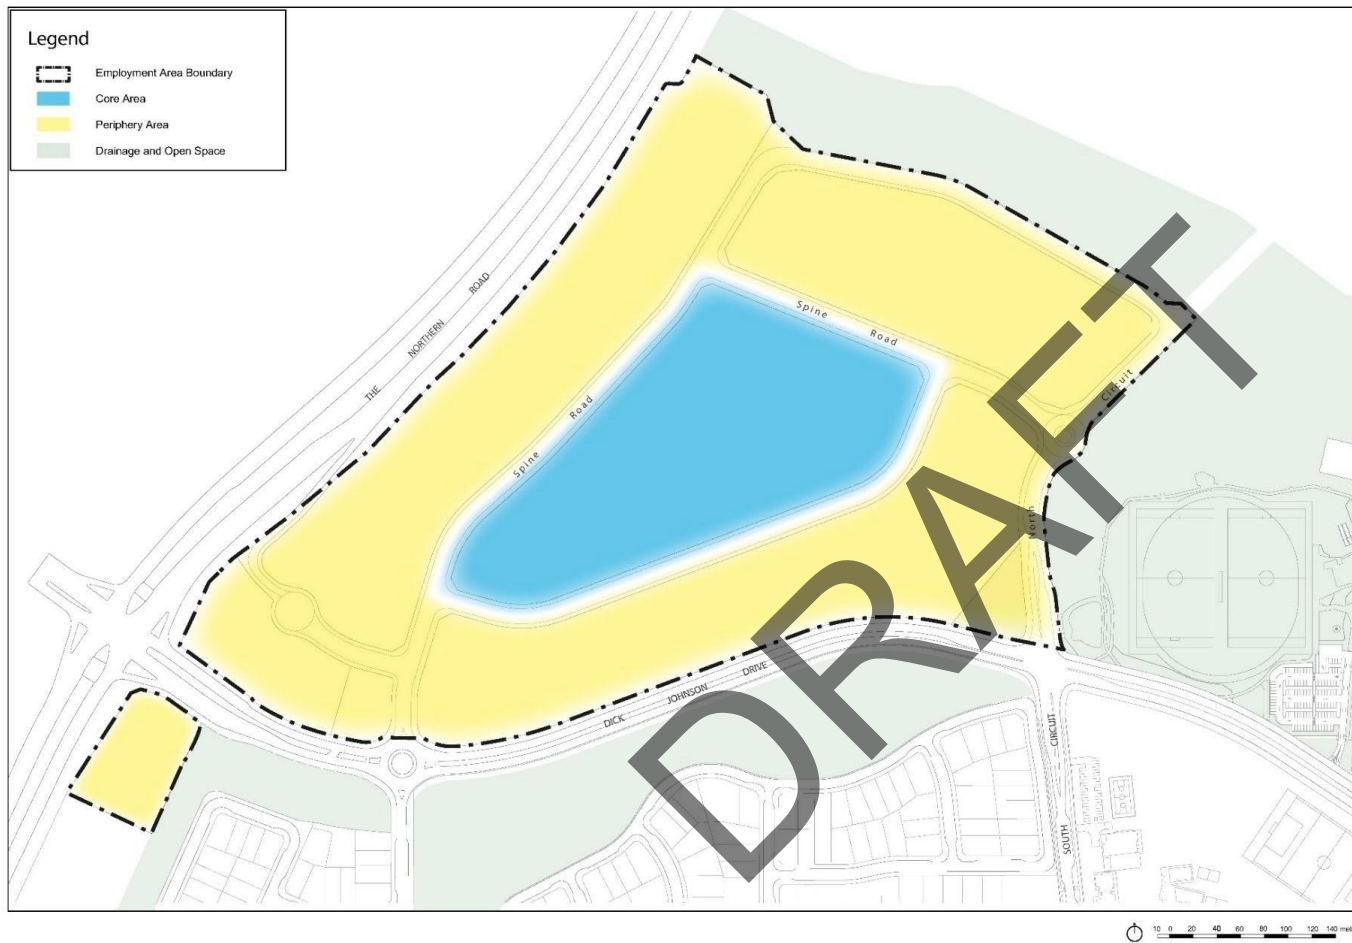 Legend
Employment Area Boundary
Core Area
Periphery Area
Drainage and Open Space
THE NORTHERN ROAD
Spine Road
Spine Road
Circuit
North
DICK JOHNSON DRIVE
CIRCUIT
SOUTH
DRAFT
10 0 20 40 60 80 100 120 140